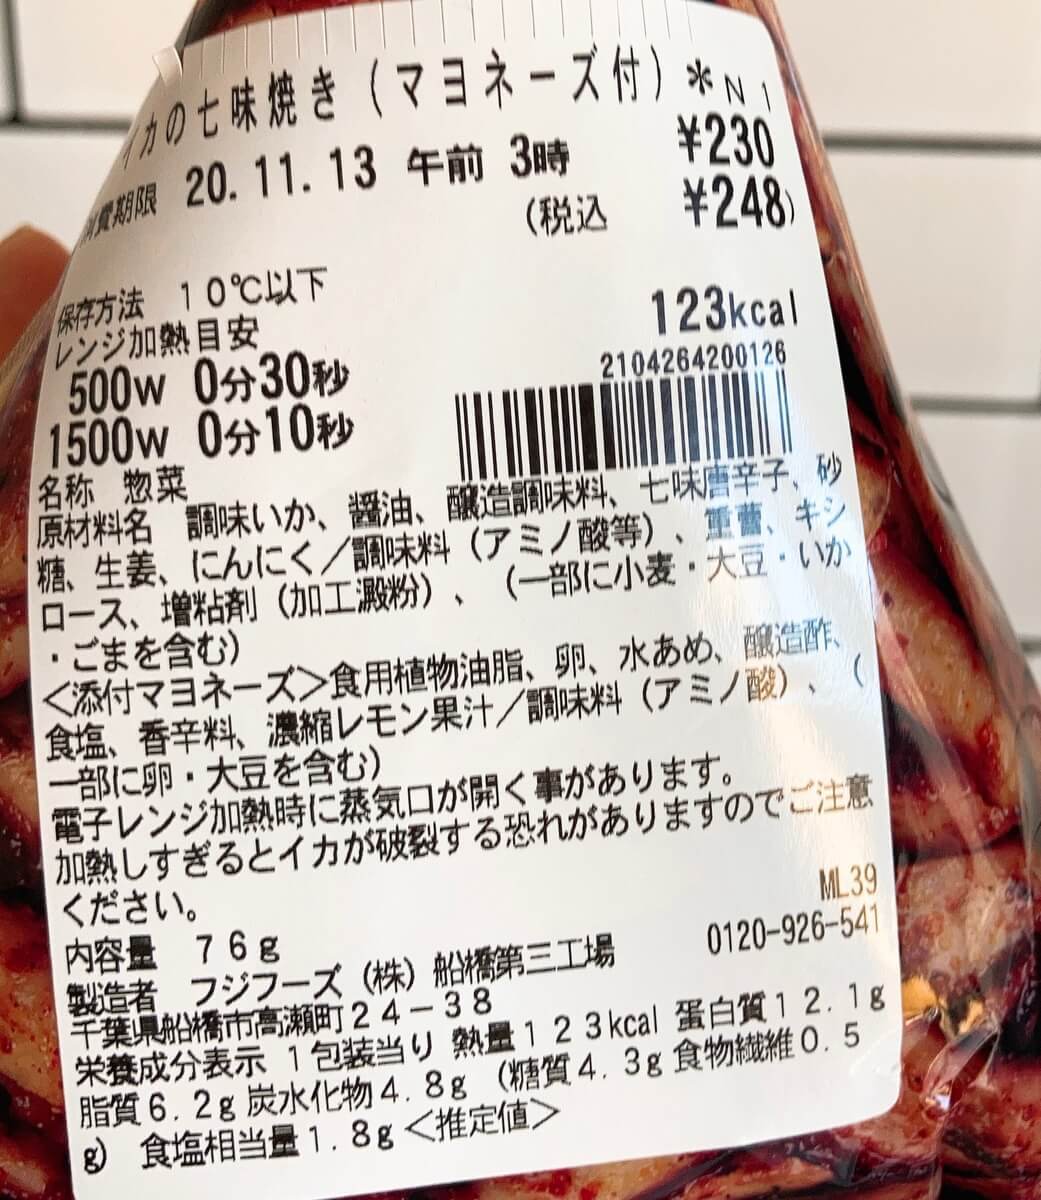 イカの七味焼き（マヨネーズ付）＊N1
¥230
消費期限 20.11.13 午前 3時
（税込 ¥248）
保存方法 10℃以下
123kcal
レンジ加熱目安
2104264200126
500W 0分30秒
1500W 0分10秒
名称 惣菜
原材料名 調味いか、醤油、醸造調味料、七味唐辛子、砂
糖、生姜、にんにく／調味料（アミノ酸等）、重曹、キシ
ロース、増粘剤（加工澱粉）、（一部に小麦・大豆・いか
・ごまを含む）
＜添付マヨネーズ＞食用植物油脂、卵、水あめ、醸造酢、
食塩、香辛料、濃縮レモン果汁／調味料（アミノ酸）、（
一部に卵・大豆を含む）
電子レンジ加熱時に蒸気口が開く事があります。
加熱しすぎるとイカが破裂する恐れがありますのでご注意
ください。
ML39
内容量 76g
0120-926-541
製造者 フジフーズ（株）船橋第三工場
千葉県船橋市高瀬町24－38
栄養成分表示 1包装当り 熱量123kcal 蛋白質12.1g
脂質6.2g 炭水化物4.8g（糖質4.3g 食物繊維0.5
g） 食塩相当量1.8g＜推定値＞